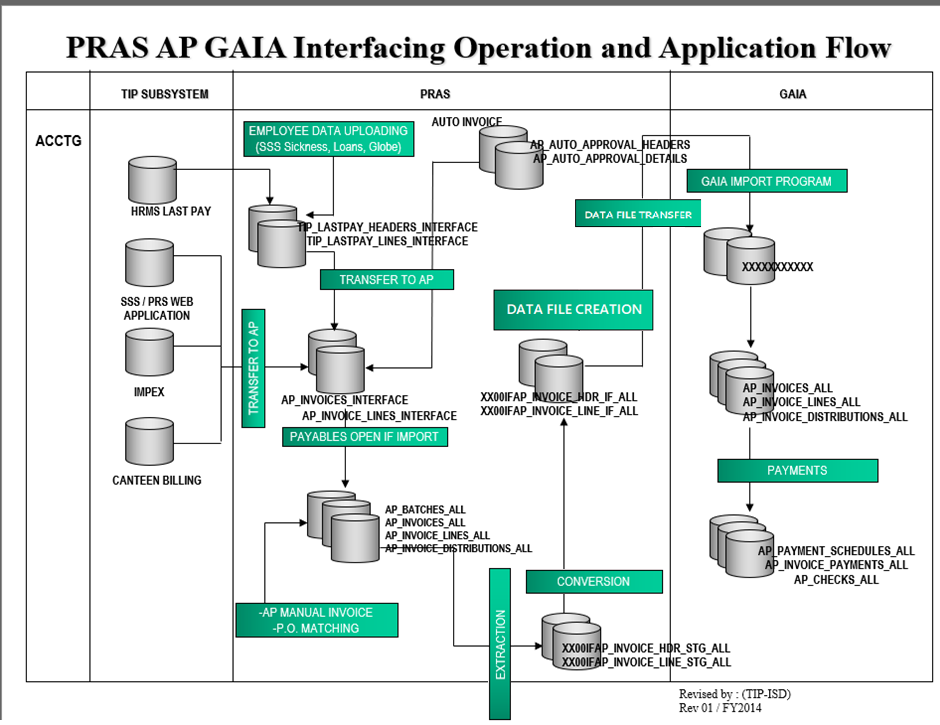 PRAS AP GAIA Interfacing Operation and Application Flow
TIP SUBSYSTEM
PRAS
GAIA
ACCTG
HRMS LAST PAY
SSS / PRS WEB
APPLICATION
IMPEX
CANTEEN BILLING
EMPLOYEE DATA UPLOADING
(SSS Sickness, Loans, Globe)
TIP_LASTPAY_HEADERS_INTERFACE
TIP_LASTPAY_LINES_INTERFACE
TRANSFER TO AP
TRANSFER TO AP
AP_INVOICES_INTERFACE
AP_INVOICE_LINES_INTERFACE
PAYABLES OPEN IF IMPORT
AP_BATCHES_ALL
AP_INVOICES_ALL
AP_INVOICE_LINES_ALL
AP_INVOICE_DISTRIBUTIONS_ALL
-AP MANUAL INVOICE
-P.O. MATCHING
AUTO INVOICE
AP_AUTO_APPROVAL_HEADERS
AP_AUTO_APPROVAL_DETAILS
DATA FILE TRANSFER
DATA FILE CREATION
XX00IFAP_INVOICE_HDR_IF_ALL
XX00IFAP_INVOICE_LINE_IF_ALL
CONVERSION
EXTRACTION
XX00IFAP_INVOICE_HDR_STG_ALL
XX00IFAP_INVOICE_LINE_STG_ALL
GAIA IMPORT PROGRAM
XXXXXXXXXXX
AP_INVOICES_ALL
AP_INVOICE_LINES_ALL
AP_INVOICE_DISTRIBUTIONS_ALL
PAYMENTS
AP_PAYMENT_SCHEDULES_ALL
AP_INVOICE_PAYMENTS_ALL
AP_CHECKS_ALL
Revised by : (TIP-ISD)
Rev 01 / FY2014